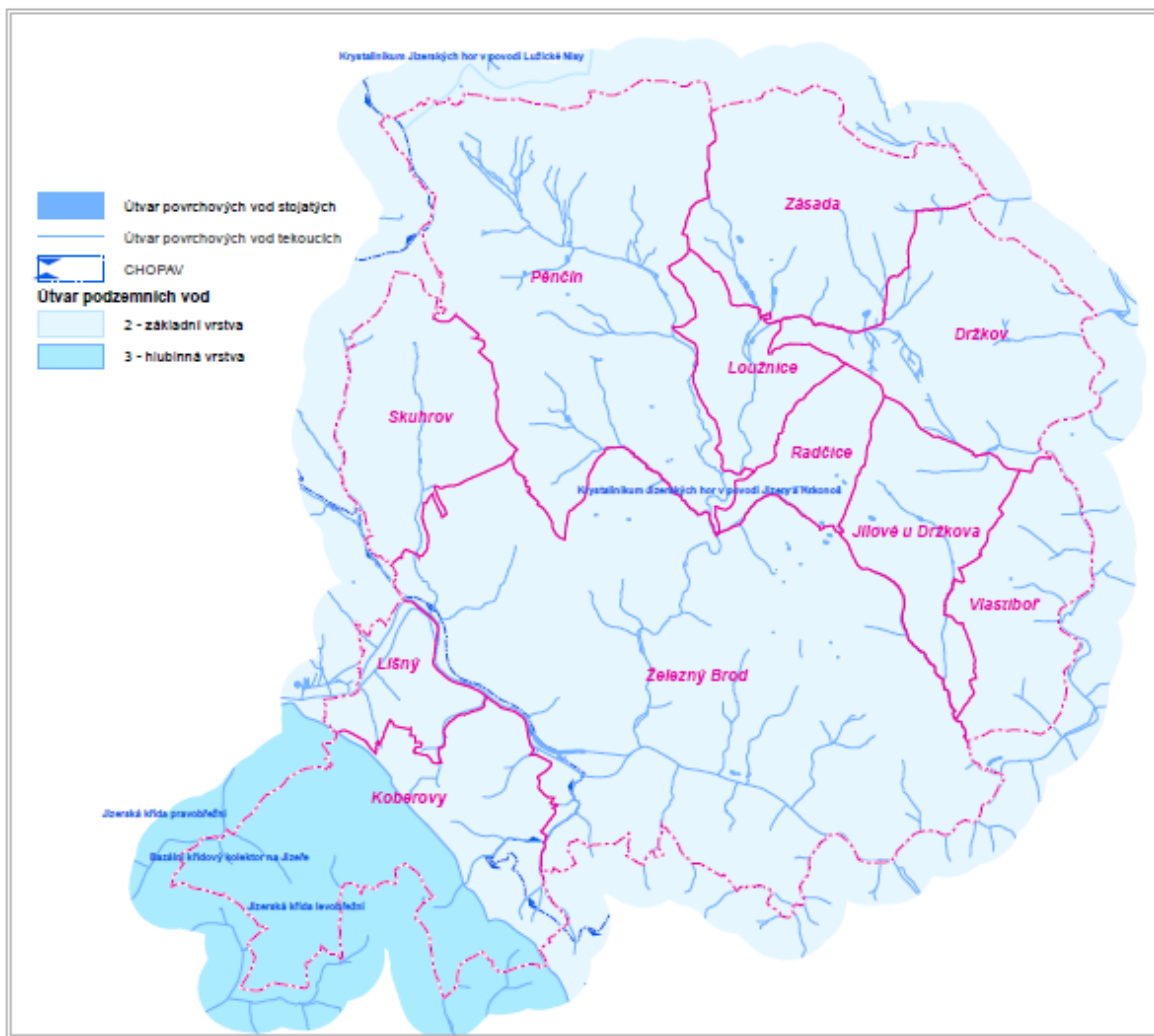 Krystalinikum Jizerských hor v povodí Lužické Nisy
Útvar povrchových vod stojatých
Útvar povrchových vod tekoucích
CHOPAV
Útvar podzemních vod
2 - základní vrstva
3 - hlubinná vrstva
Zásada
Pěnčín
Držkov
Loužnice
Skuhrov
Radčice
Krystalinikum Jizerských hor v povodí Jizery a Krkonoš
Jílové u Držkova
Vlastiboř
Líšný
Železný Brod
Koberovy
Jizerská křída pravobřežní
Bazální křídový kolektor na Jizeře
Jizerská křída levobřežní